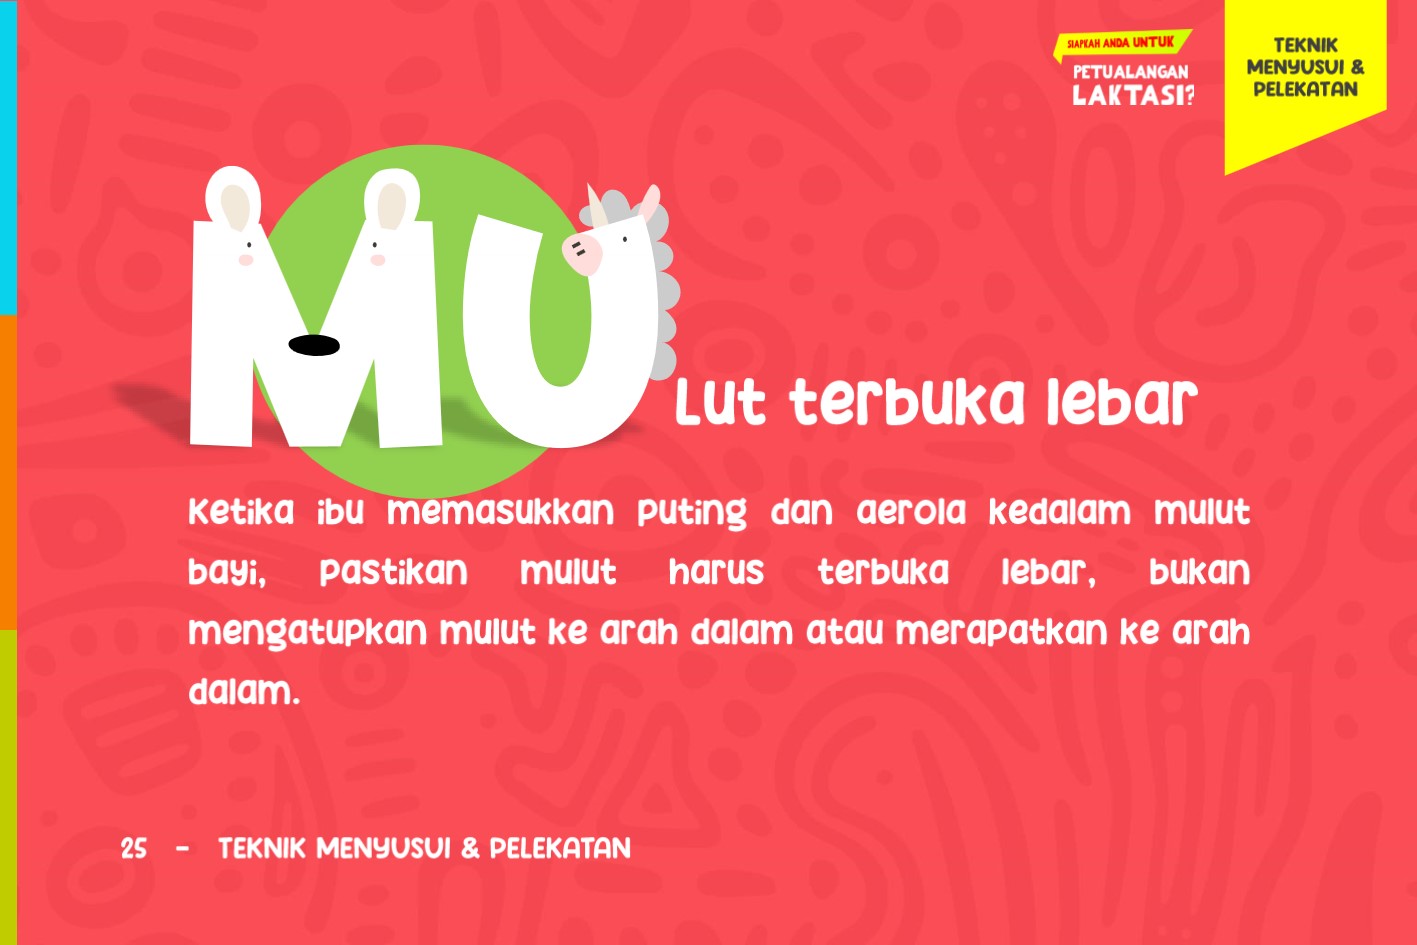 SIAPKAH ANDA UNTUK
PETUALANGAN
LAKTASI?
TEKNIK
MENYUSUI &
PELEKATAN
MU Lut terbuka lebar
Ketika ibu memasukkan puting dan aerola kedalam mulut
bayi, pastikan mulut harus terbuka lebar, bukan
mengatupkan mulut ke arah dalam atau merapatkan ke arah
dalam.
25 - TEKNIK MENYUSUI & PELEKATAN